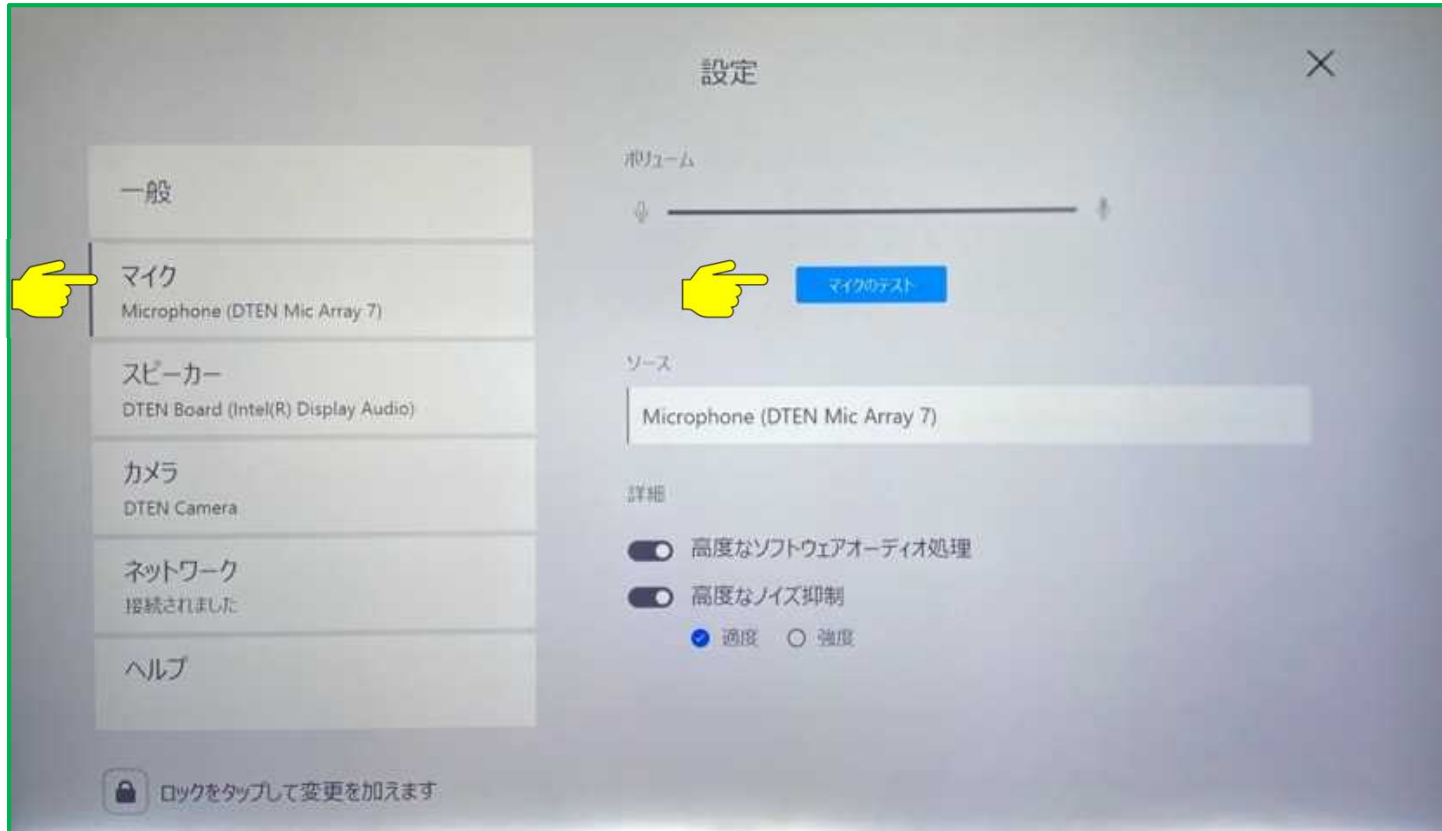 設定
一般
マイク
Microphone (DTEN Mic Array 7)
スピーカー
DTEN Board (Intel(R) Display Audio)
カメラ
DTEN Camera
ネットワーク
接続されました
ヘルプ
ロックをタップして変更を加えます
ボリューム
マイクのテスト
ソース
Microphone (DTEN Mic Array 7)
詳細
高度なソフトウェアオーディオ処理
高度なノイズ抑制
適度 強度